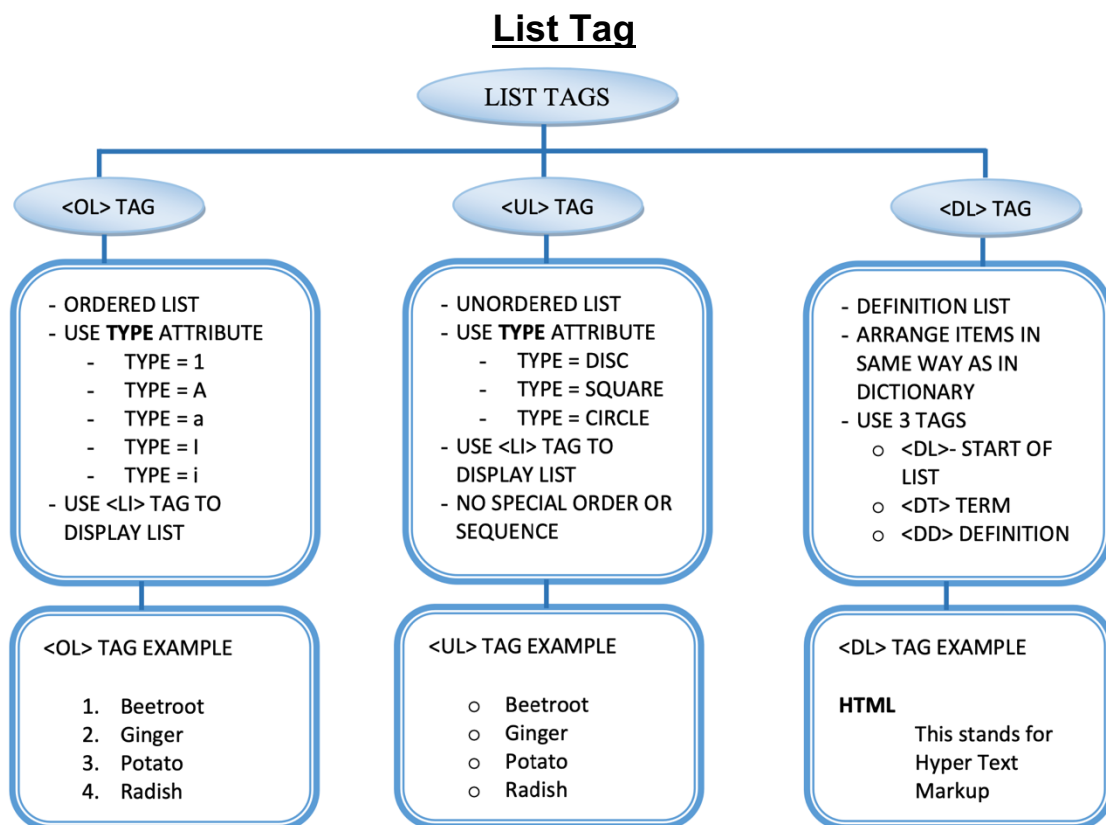 List Tag
LIST TAGS
<OL> TAG
<UL> TAG
<DL> TAG
- ORDERED LIST
- USE TYPE ATTRIBUTE
- TYPE = 1
- TYPE = A
- TYPE = a
- TYPE = I
- TYPE = i
- USE <LI> TAG TO
DISPLAY LIST
- UNORDERED LIST
- USE TYPE ATTRIBUTE
- TYPE = DISC
- TYPE = SQUARE
- TYPE = CIRCLE
- USE <LI> TAG TO
DISPLAY LIST
- NO SPECIAL ORDER OR
SEQUENCE
- DEFINITION LIST
- ARRANGE ITEMS IN
SAME WAY AS IN
DICTIONARY
- USE 3 TAGS
o <DL>- START OF
LIST
o <DT> TERM
o <DD> DEFINITION
<OL> TAG EXAMPLE
1. Beetroot
2. Ginger
3. Potato
4. Radish
<UL> TAG EXAMPLE
o Beetroot
o Ginger
o Potato
o Radish
<DL> TAG EXAMPLE
HTML
This stands for
Hyper Text
Markup